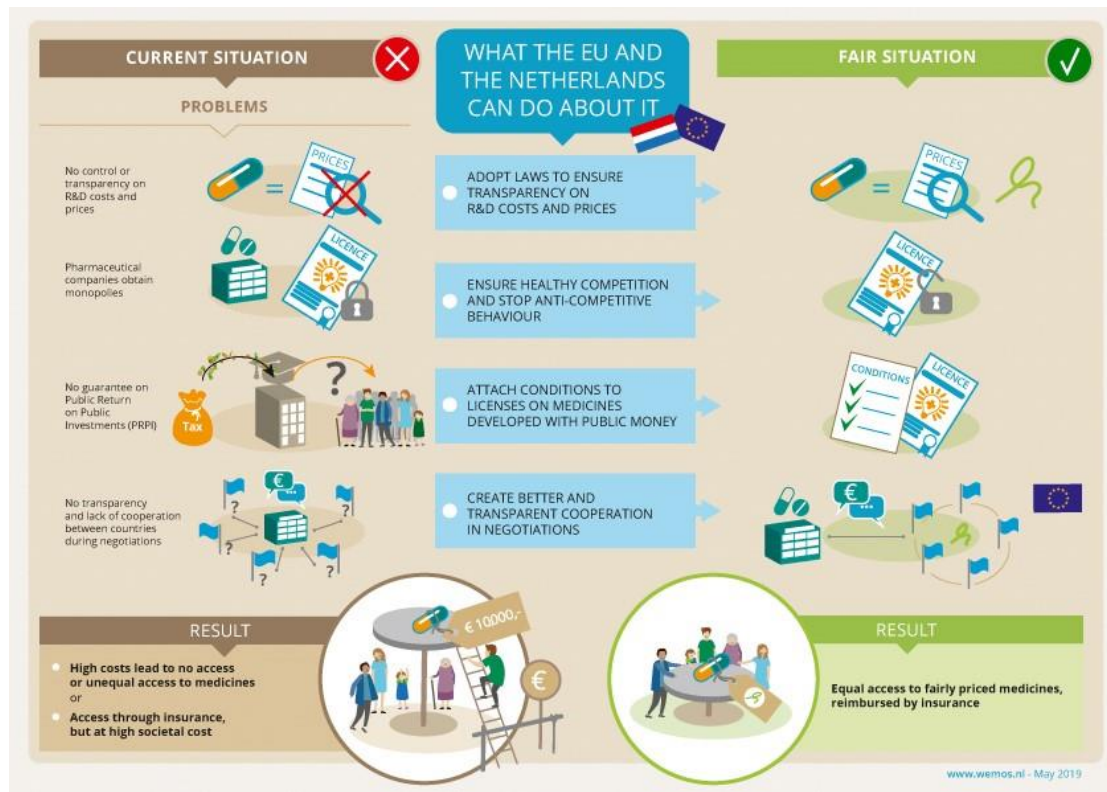 CURRENT SITUATION
PROBLEMS
WHAT THE EU AND
THE NETHERLANDS
CAN DO ABOUT IT
FAIR SITUATION
No control or
transparency on
R&D costs and
prices
PRICES
ADOPT LAWS TO ENSURE
TRANSPARENCY ON
R&D COSTS AND PRICES
PRICES
Pharmaceutical
companies obtain
monopolies
LICENCE
ENSURE HEALTHY COMPETITION
AND STOP ANTI-COMPETITIVE
BEHAVIOUR
LICENCE
No guarantee on
Public Return
on Public
Investments (PRPI)
Tax
?
ATTACH CONDITIONS TO
LICENSES ON MEDICINES
DEVELOPED WITH PUBLIC MONEY
CONDITIONS
LICENCE
No transparency
and lack of cooperation
between countries
during negotiations
€
?
?
?
?
?
CREATE BETTER AND
TRANSPARENT COOPERATION
IN NEGOTIATIONS
€
RESULT
High costs lead to no access
or unequal access to medicines
or
Access through insurance,
but at high societal cost
€ 10.000,-
€
RESULT
Equal access to fairly priced medicines,
reimbursed by insurance
www.wemos.nl - May 2019